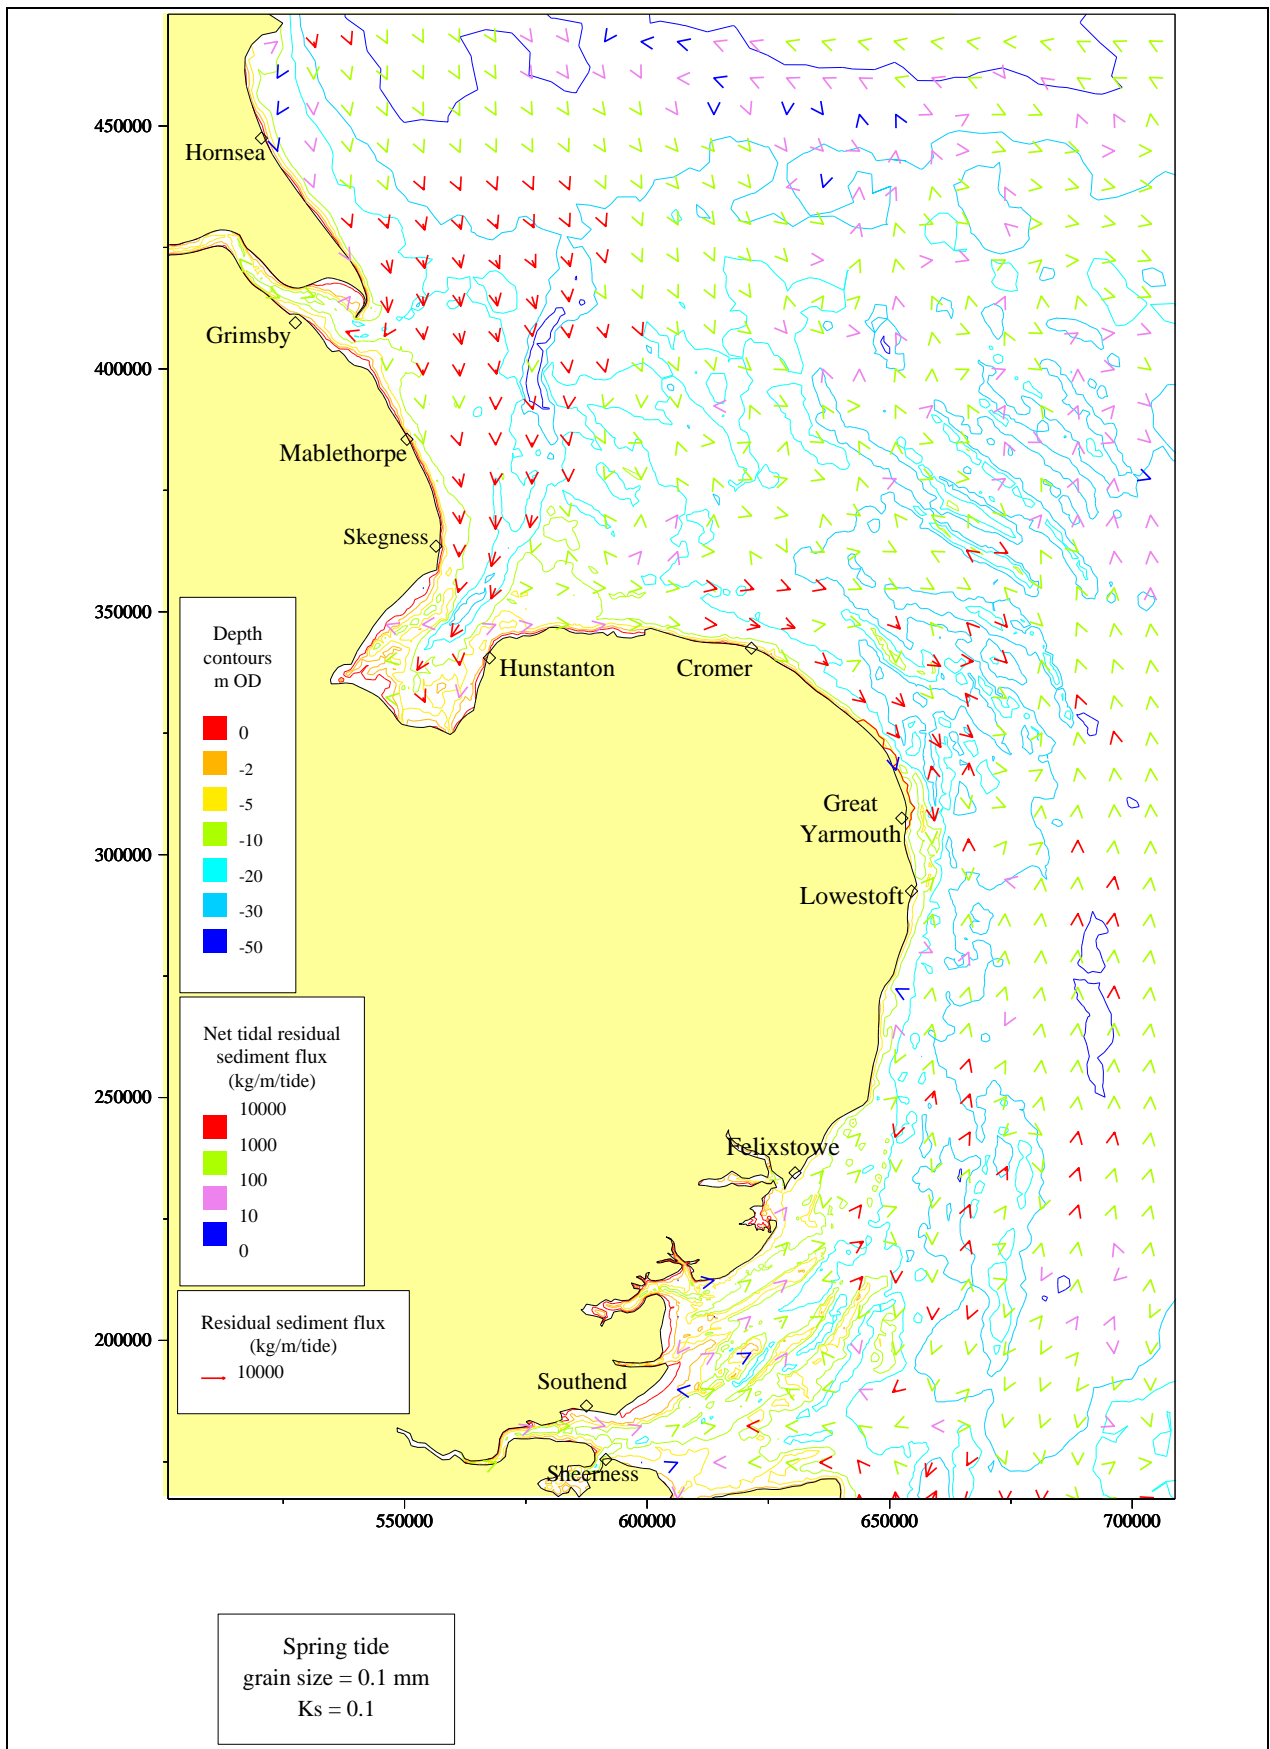 450000
Hornsea
Grimsby
400000
Mablethorpe
Skegness
350000
Hunstanton
Cromer
Great
Yarmouth
300000
Lowestoft
250000
Felixstowe
200000
Southend
Sheerness
550000
600000
650000
700000
Depth
contours
m OD
0
-2
-5
-10
-20
-30
-50
Net tidal residual
sediment flux
(kg/m/tide)
10000
1000
100
10
0
Residual sediment flux
(kg/m/tide)
10000
Spring tide
grain size = 0.1 mm
Ks = 0.1